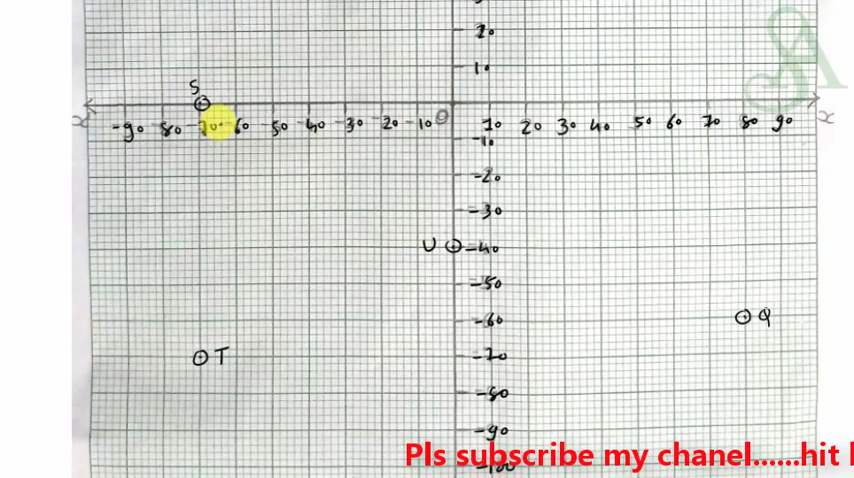 20
10
S
x -90 -80 -70 -60 -50 -40 -30 -20 -10 0 10 20 30 40 50 60 70 80 90 x
-10
-20
-30
U -40
-50
-60 Q
T -70
-80
-90
-100
Pls subscribe my chanel......hit